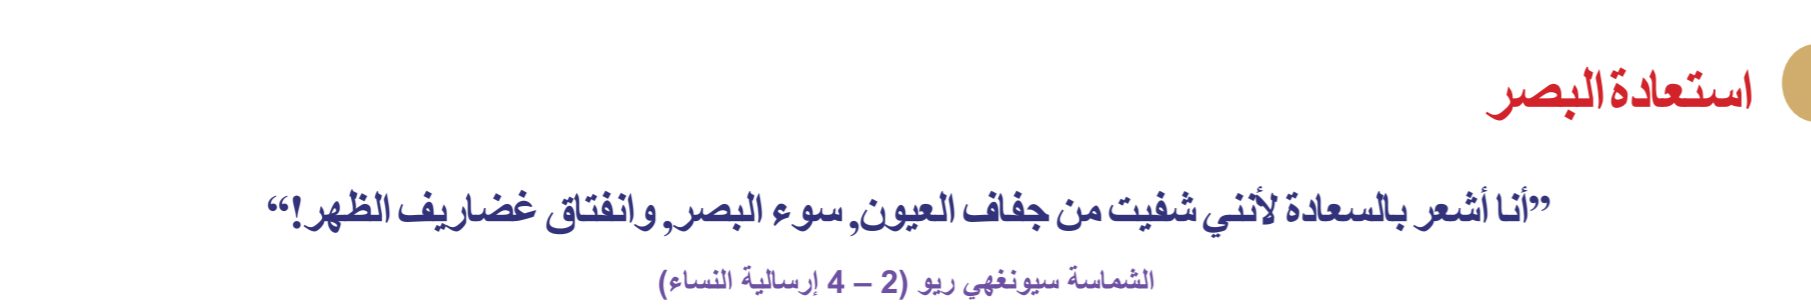 استعادة البصر
”أنا أشعر بالسعادة لأنني شفيت من جفاف العيون, سوء البصر, وانفتاق غضاريف الظهر!“
الشماسة سيونغهي ريو (2 – 4 إرسالية النساء)